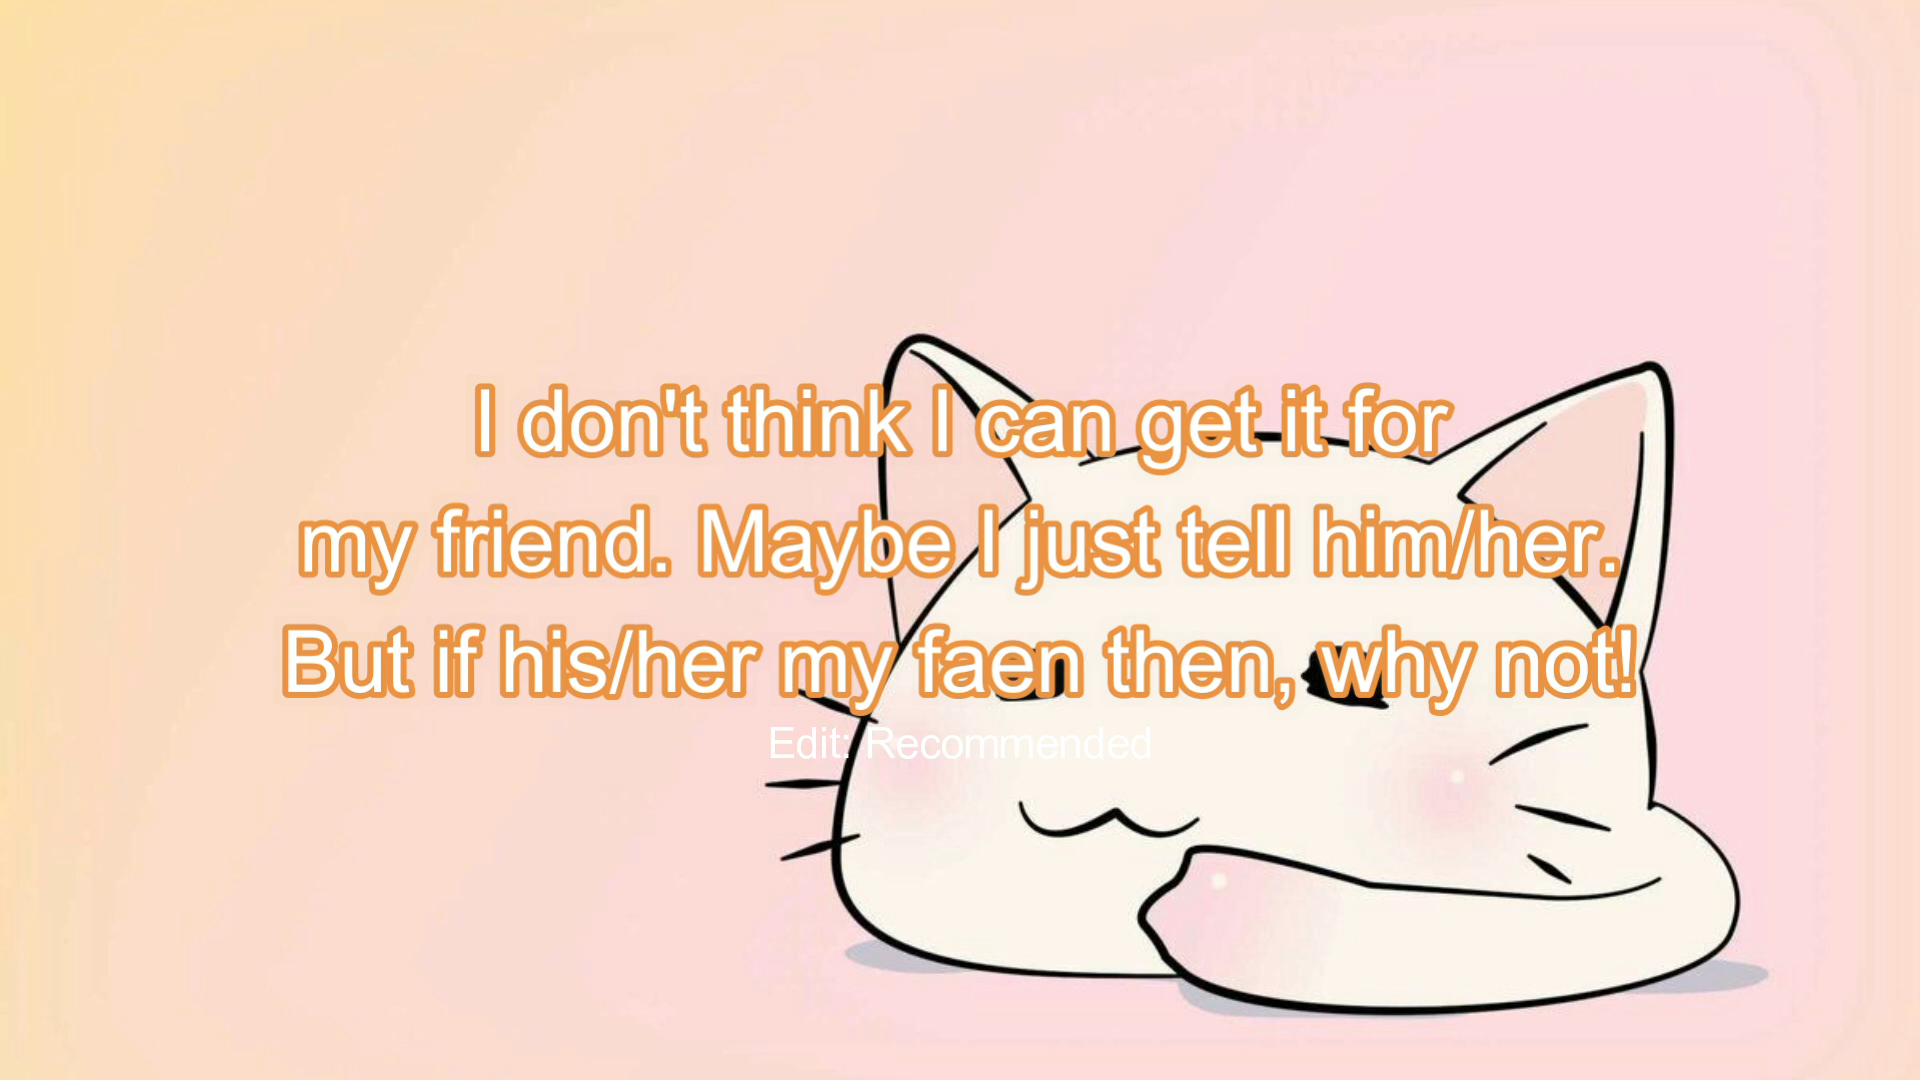 I don't think I can get it for
my friend. Maybe I just tell him/her.
But if his/her my faen then, why not!
Edit: Recommended